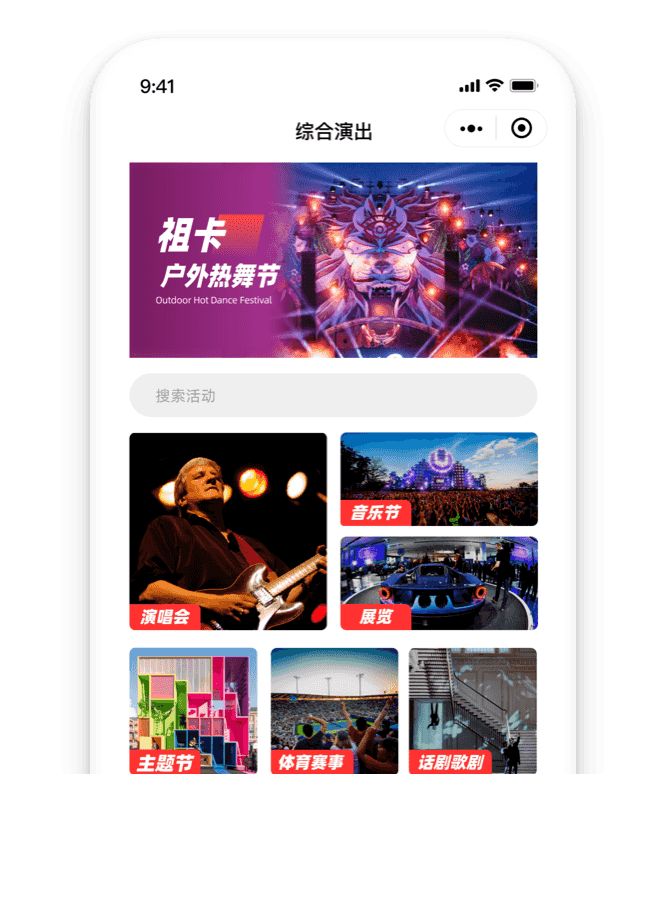 9:41
综合演出
祖卡
户外热舞节
Outdoor Hot Dance Festival
搜索活动
演唱会
音乐节
展览
主题节
体育赛事
话剧歌剧